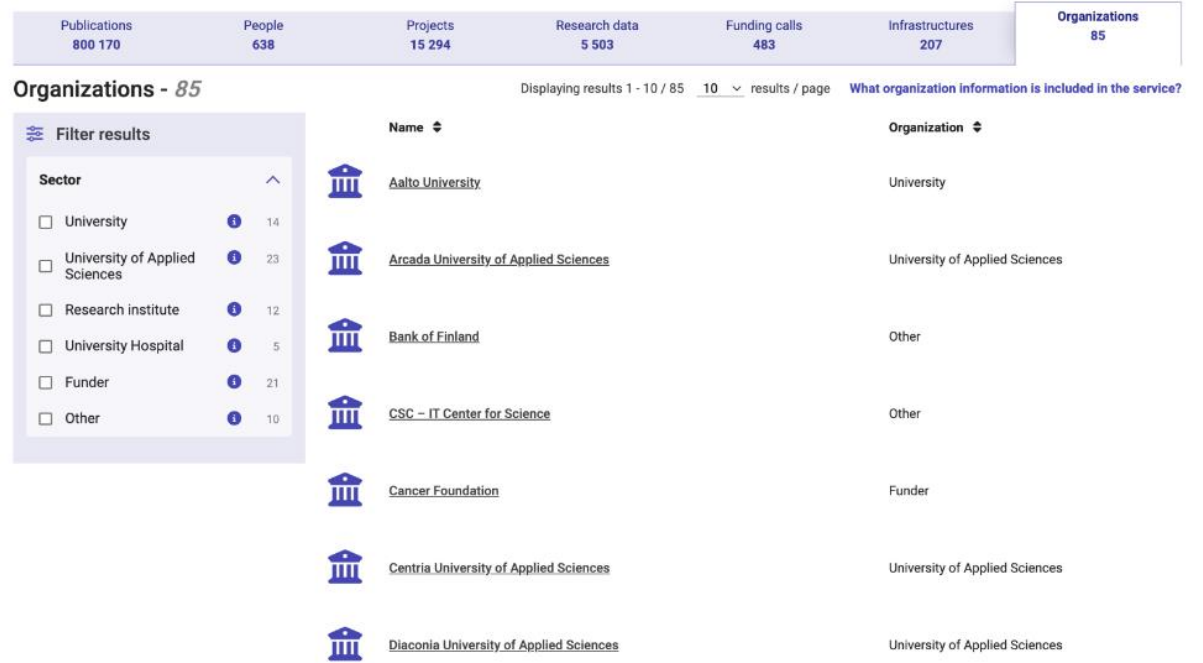 Publications People Projects Research data Funding calls Infrastructures Organizations
800 170 638 15 294 5 503 483 207 85
Organizations - 85
Displaying results 1 - 10 / 85 10 results / page What organization information is included in the service?
Filter results
Sector
University 14
University of Applied
Sciences 23
Research institute 12
University Hospital 5
Funder 21
Other 10
Name Organization
Aalto University University
Arcada University of Applied Sciences University of Applied Sciences
Bank of Finland Other
CSC – IT Center for Science Other
Cancer Foundation Funder
Centria University of Applied Sciences University of Applied Sciences
Diaconia University of Applied Sciences University of Applied Sciences